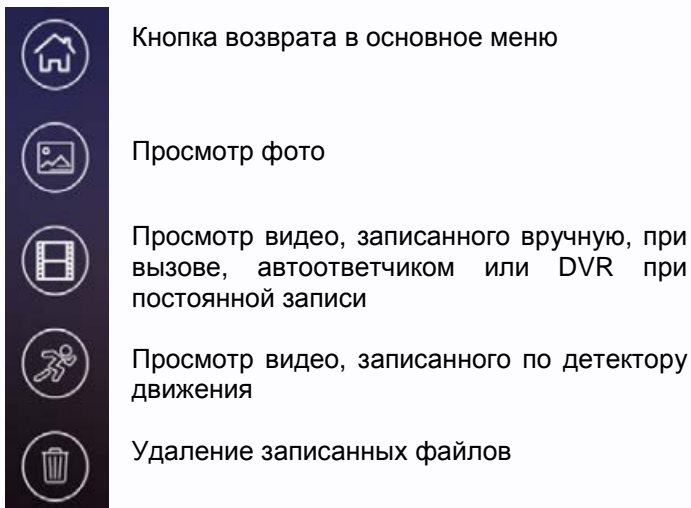 Кнопка возврата в основное меню
Просмотр фото
Просмотр видео, записанного вручную, при
вызове, автоответчиком или DVR при
постоянной записи
Просмотр видео, записанного по детектору
движения
Удаление записанных файлов